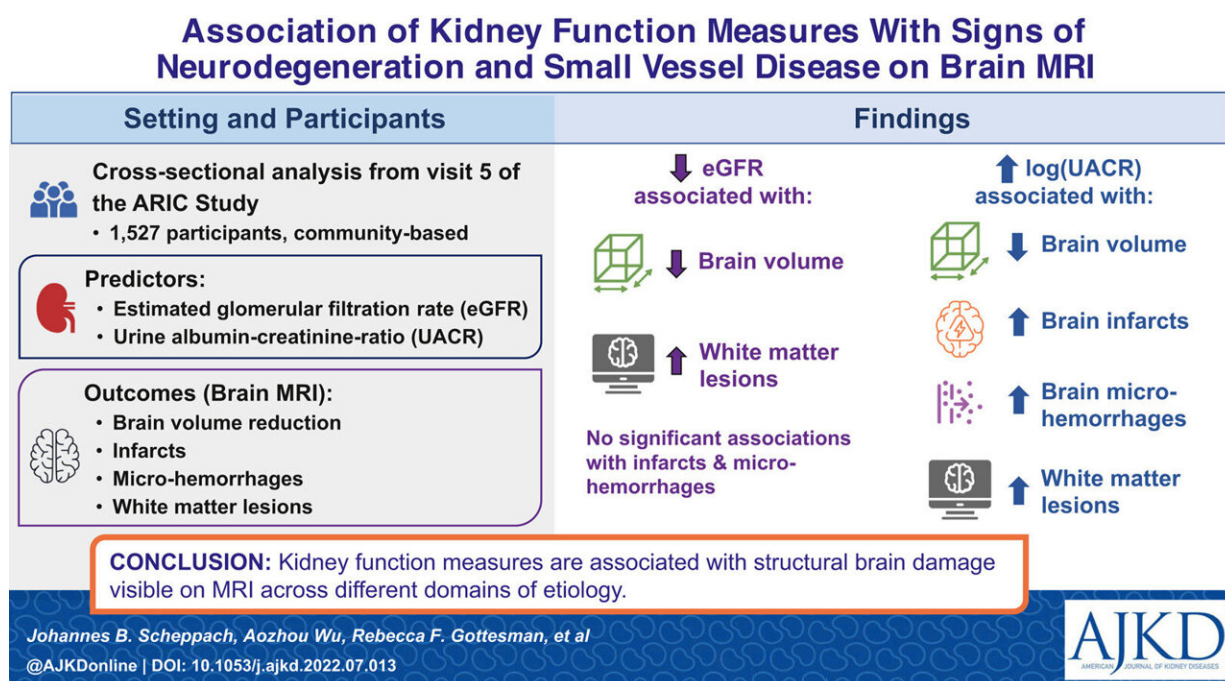 Association of Kidney Function Measures With Signs of
Neurodegeneration and Small Vessel Disease on Brain MRI
Setting and Participants
Cross-sectional analysis from visit 5 of
the ARIC Study
• 1,527 participants, community-based
Predictors:
• Estimated glomerular filtration rate (eGFR)
• Urine albumin-creatinine-ratio (UACR)
Outcomes (Brain MRI):
• Brain volume reduction
• Infarcts
• Micro-hemorrhages
• White matter lesions
Findings
eGFR
associated with:
Brain volume
White matter
lesions
No significant associations
with infarcts & micro-
hemorrhages
log(UACR)
associated with:
Brain volume
Brain infarcts
Brain micro-
hemorrhages
White matter
lesions
CONCLUSION: Kidney function measures are associated with structural brain damage
visible on MRI across different domains of etiology.
Johannes B. Scheppach, Aozhou Wu, Rebecca F. Gottesman, et al
@AJKDonline | DOI: 10.1053/j.ajkd.2022.07.013
AJKD
AMERICAN JOURNAL OF KIDNEY DISEASES